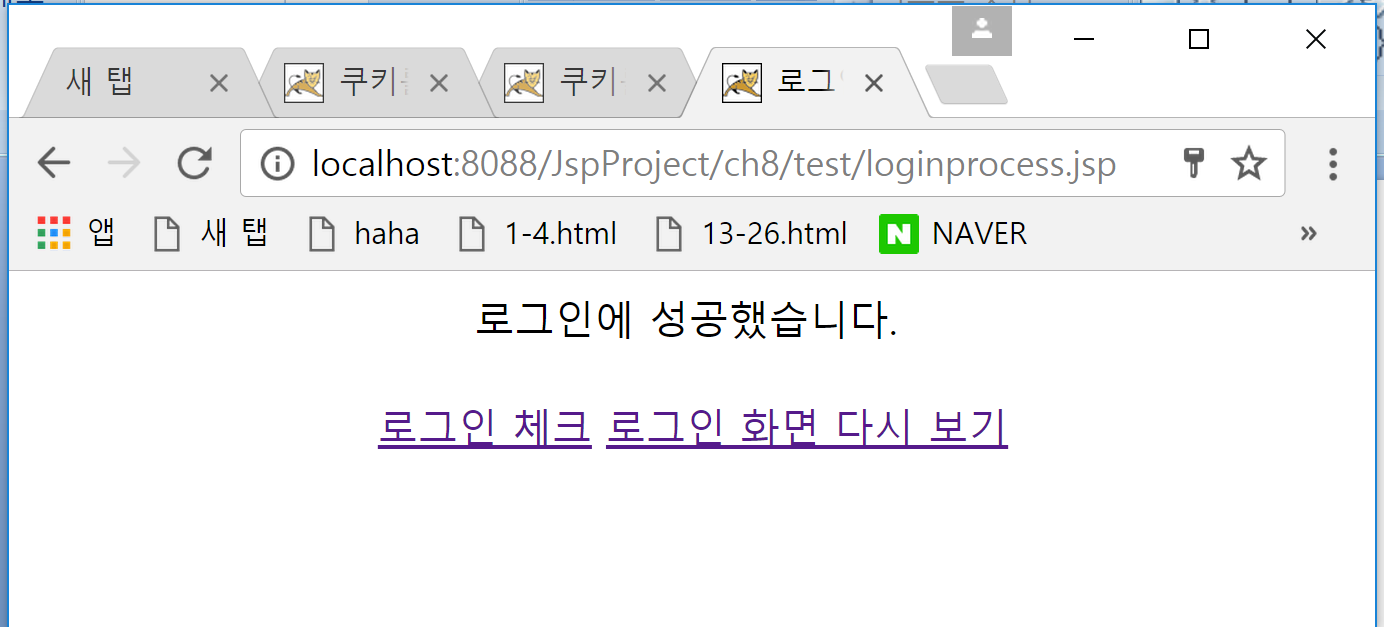 새 탭 쿠키 쿠키 로그
localhost:8088/JspProject/ch8/test/loginprocess.jsp
앱 새 탭 haha 1-4.html 13-26.html N NAVER »
로그인에 성공했습니다.
로그인 체크 로그인 화면 다시 보기